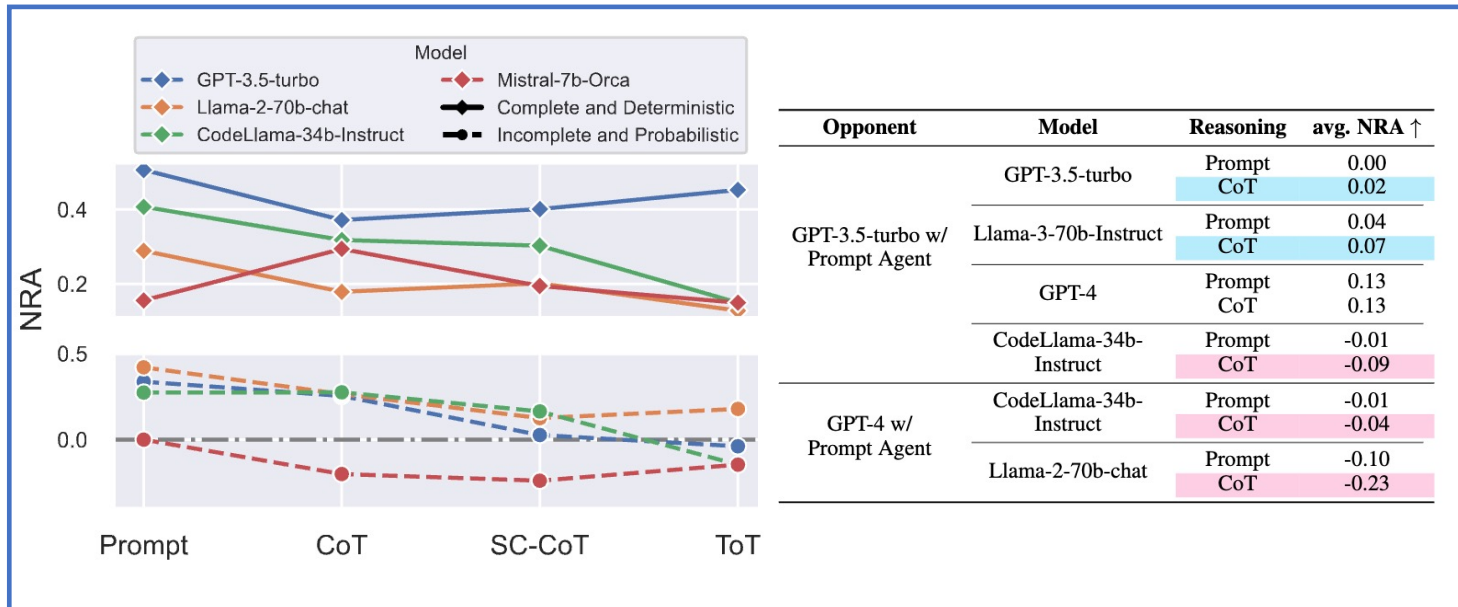 Model
GPT-3.5-turbo
Llama-2-70b-chat
CodeLlama-34b-Instruct
Mistral-7b-Orca
Complete and Deterministic
Incomplete and Probabilistic
NRA
0.4
0.2
0.5
0.0
Prompt CoT SC-CoT ToT
Opponent Model Reasoning avg. NRA ↑
GPT-3.5-turbo w/
Prompt Agent
GPT-3.5-turbo
Prompt 0.00
CoT 0.02
Llama-3-70b-Instruct
Prompt 0.04
CoT 0.07
GPT-4
Prompt 0.13
CoT 0.13
CodeLlama-34b-
Instruct
Prompt -0.01
CoT -0.09
GPT-4 w/
Prompt Agent
CodeLlama-34b-
Instruct
Prompt -0.01
CoT -0.04
Llama-2-70b-chat
Prompt -0.10
CoT -0.23